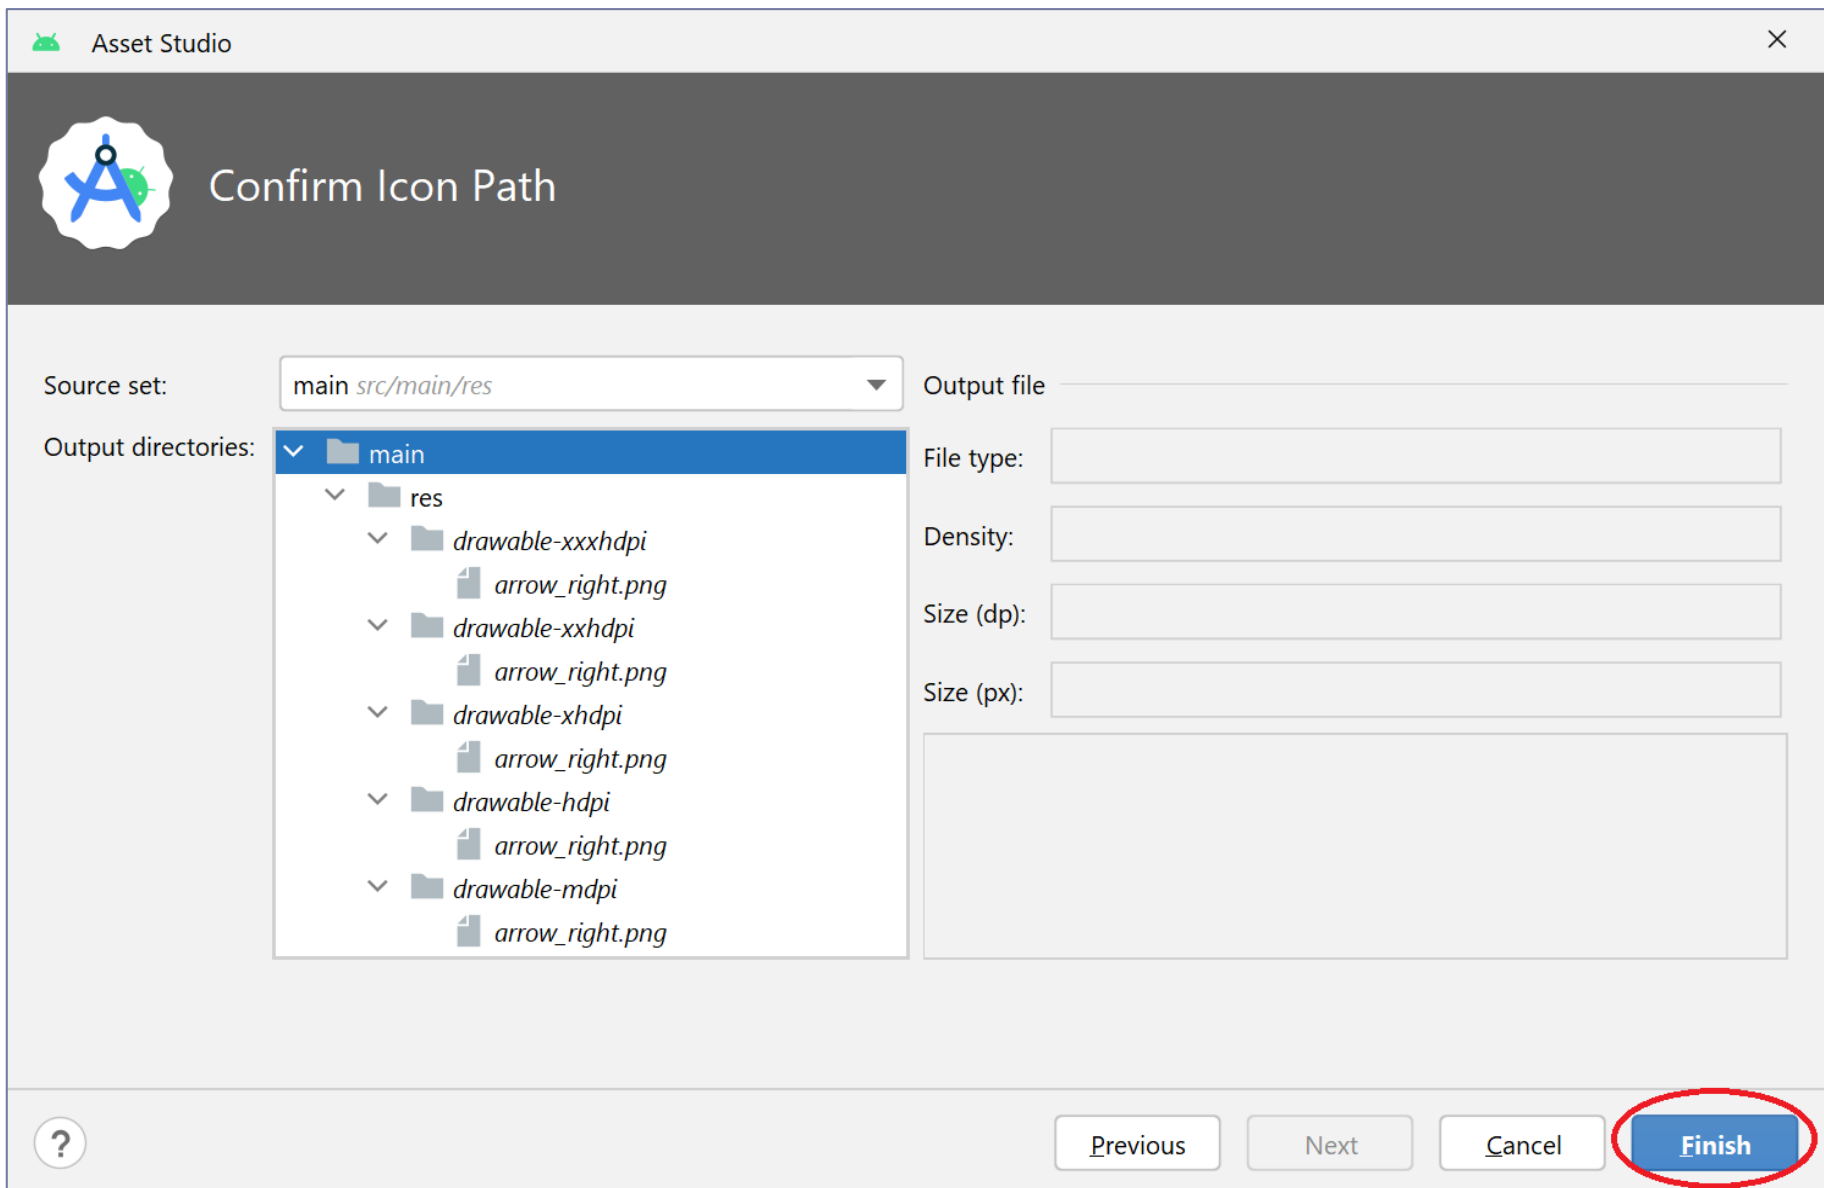 Asset Studio
Confirm Icon Path
Source set:
main src/main/res
Output directories:
main
res
drawable-xxxhdpi
arrow_right.png
drawable-xxhdpi
arrow_right.png
drawable-xhdpi
arrow_right.png
drawable-hdpi
arrow_right.png
drawable-mdpi
arrow_right.png
Output file
File type:
Density:
Size (dp):
Size (px):
?
Previous
Next
Cancel
Finish